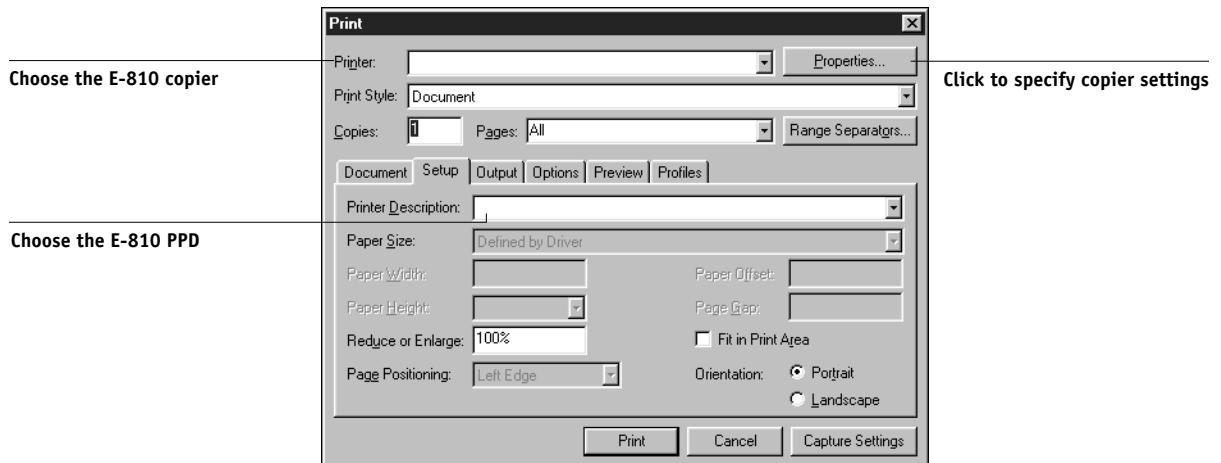 Print
Choose the E-810 copier
Printer:
Properties...
Click to specify copier settings
Print Style: Document
Copies: 1 Pages: All Range Separators...
Document Setup Output Options Preview Profiles
Printer Description:
Choose the E-810 PPD
Paper Size: Defined by Driver
Paper Width: Paper Offset:
Paper Height: Page Gap:
Reduce or Enlarge: 100% Fit in Print Area
Page Positioning: Left Edge Orientation: Portrait
Landscape
Print Cancel Capture Settings